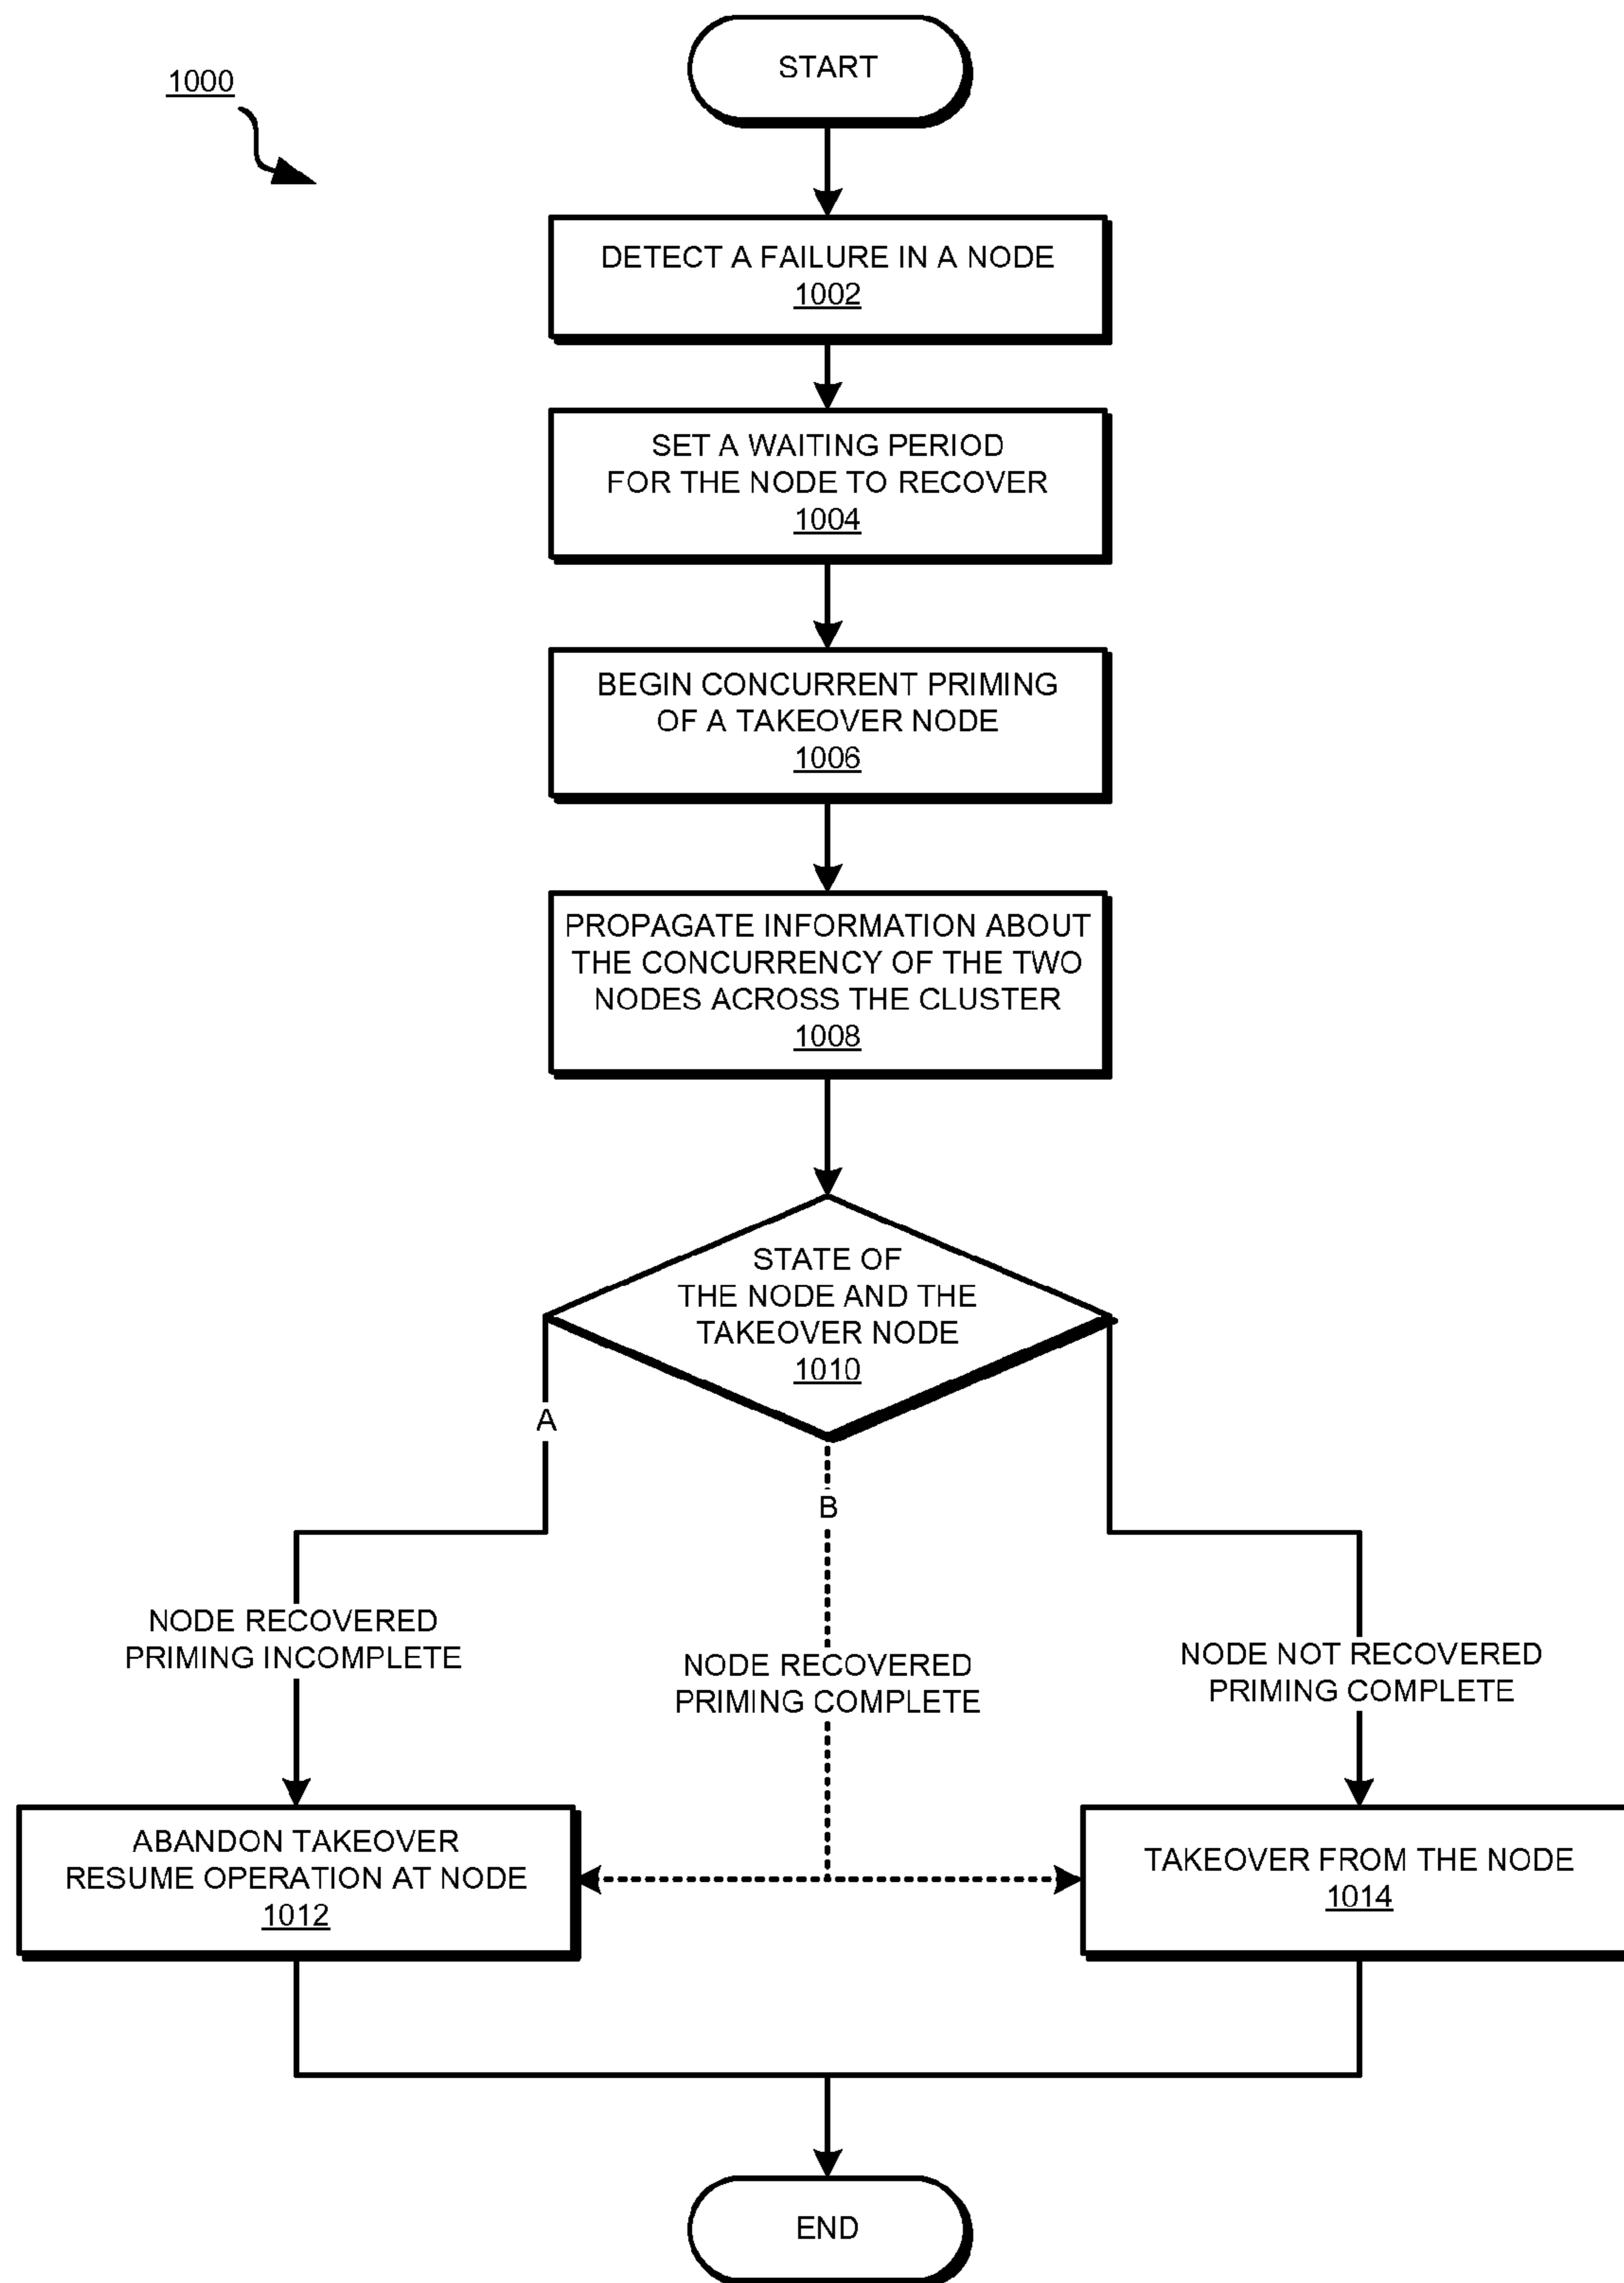 START
1000
DETECT A FAILURE IN A NODE
1002
SET A WAITING PERIOD
FOR THE NODE TO RECOVER
1004
BEGIN CONCURRENT PRIMING
OF A TAKEOVER NODE
1006
PROPAGATE INFORMATION ABOUT
THE CONCURRENCY OF THE TWO
NODES ACROSS THE CLUSTER
1008
STATE OF
THE NODE AND THE
TAKEOVER NODE
1010
A
B
NODE RECOVERED
PRIMING INCOMPLETE
NODE RECOVERED
PRIMING COMPLETE
NODE NOT RECOVERED
PRIMING COMPLETE
ABANDON TAKEOVER
RESUME OPERATION AT NODE
1012
TAKEOVER FROM THE NODE
1014
END